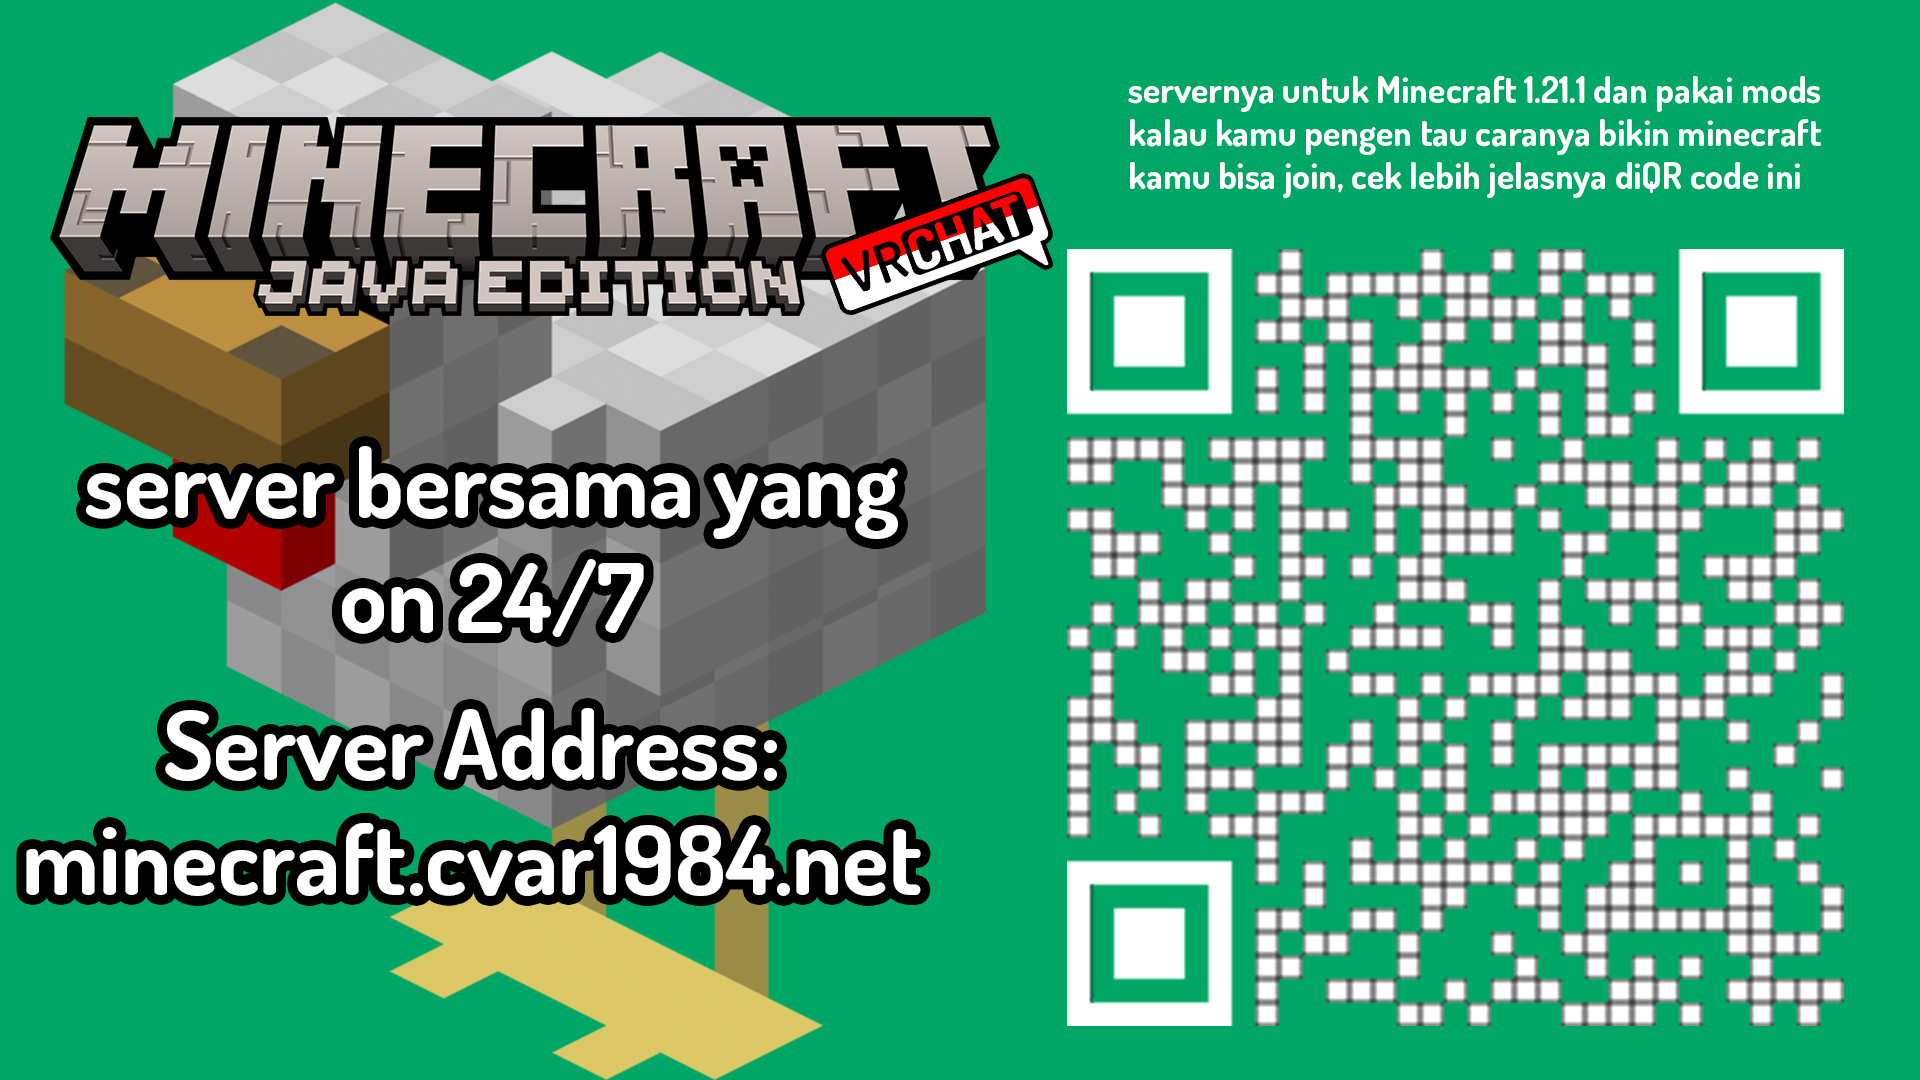 MINECRAFT
JAVA EDITION
VRCHAT
server bersama yang
on 24/7
Server Address:
minecraft.cvar1984.net
servernya untuk Minecraft 1.21.1 dan pakai mods
kalau kamu pengen tau caranya bikin minecraft
kamu bisa join, cek lebih jelasnya diQR code ini